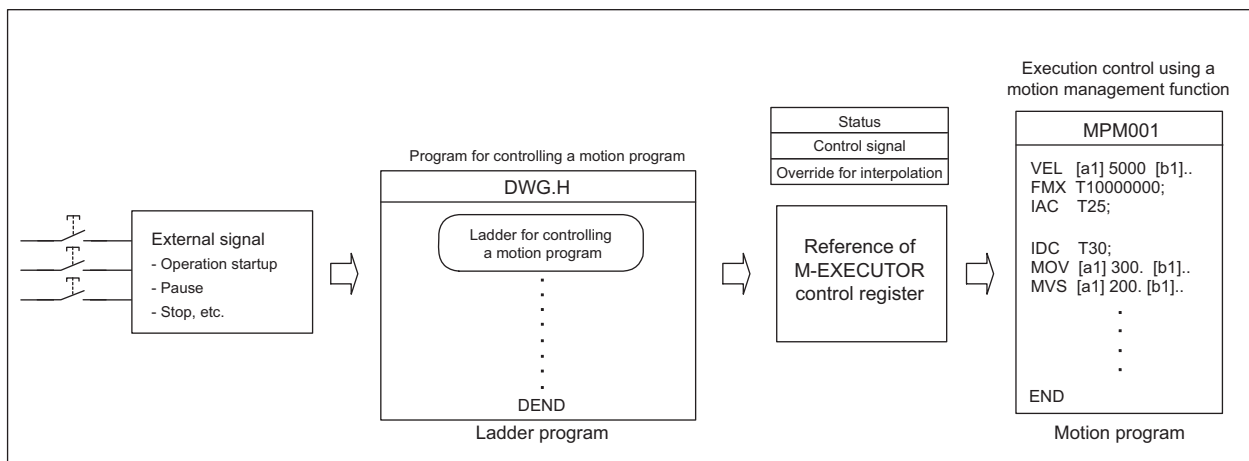 External signal
- Operation startup
- Pause
- Stop, etc.
Program for controlling a motion program
DWG.H
Ladder for controlling
a motion program
DEND
Ladder program
Status
Control signal
Override for interpolation
Reference of
M-EXECUTOR
control register
Execution control using a
motion management function
MPM001
VEL [a1] 5000 [b1]..
FMX T10000000;
IAC T25;
IDC T30;
MOV [a1] 300. [b1]..
MVS [a1] 200. [b1]..
END
Motion program